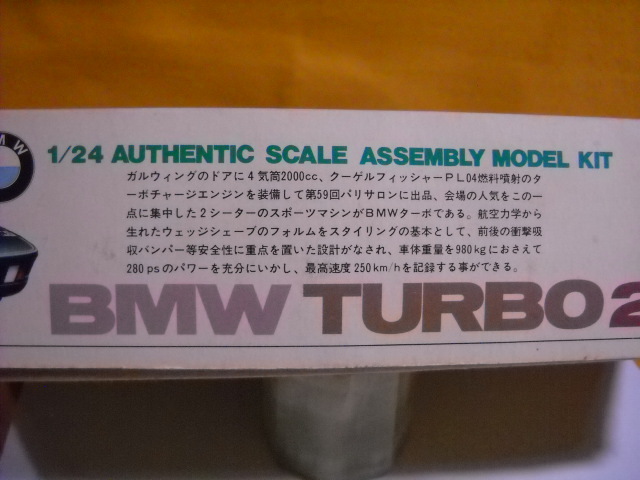 MW
1/24 AUTHENTIC SCALE ASSEMBLY MODEL KIT
ガルウィングのドアに4気筒2000cc、クーゲルフィッシャーPL04燃料噴射のタ
ーボチャージエンジンを装備して第59回パリサロンに出品、会場の人気をこの一
点に集中した2シーターのスポーツマシンがBMWターボである。航空力学から
生れたウェッジシェープのフォルムをスタイリングの基本として、前後の衝撃吸
収バンパー等安全性に重点を置いた設計がなされ、車体重量を980kgにおさえて
280psのパワーを充分にいかし、最高速度250km/hを記録する事ができる。
BMW TURBO 2